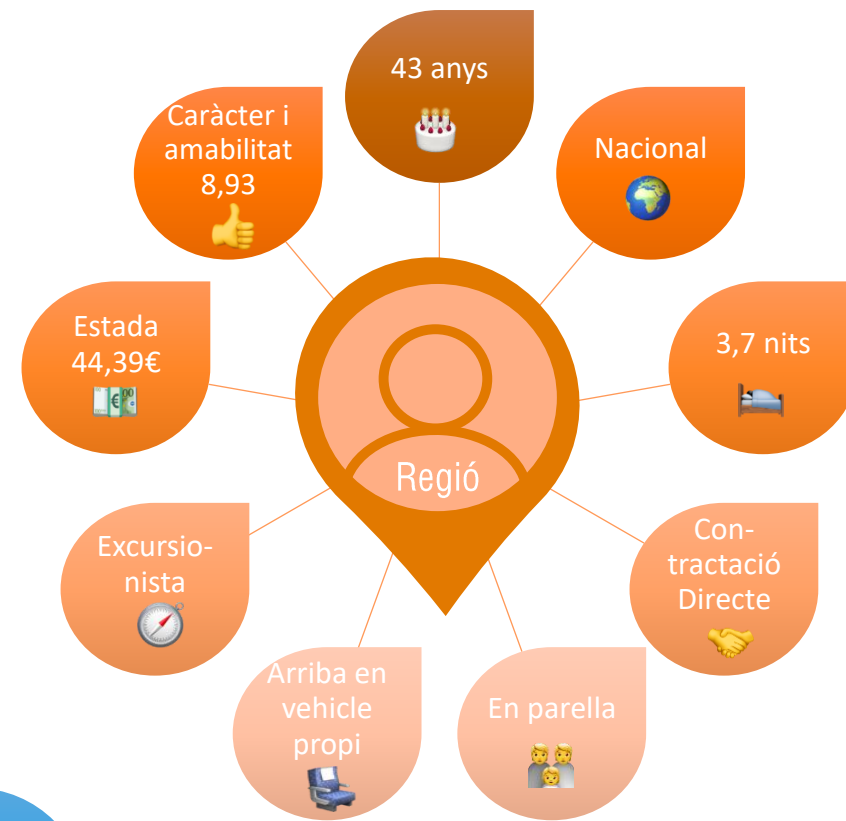 43 anys
Nacional
3,7 nits
Con-
tractació
Directe
En parella
Arriba en
vehicle
propi
Excursio-
nista
Estada
44,39€
Caràcter i
amabilitat
8,93
Regió